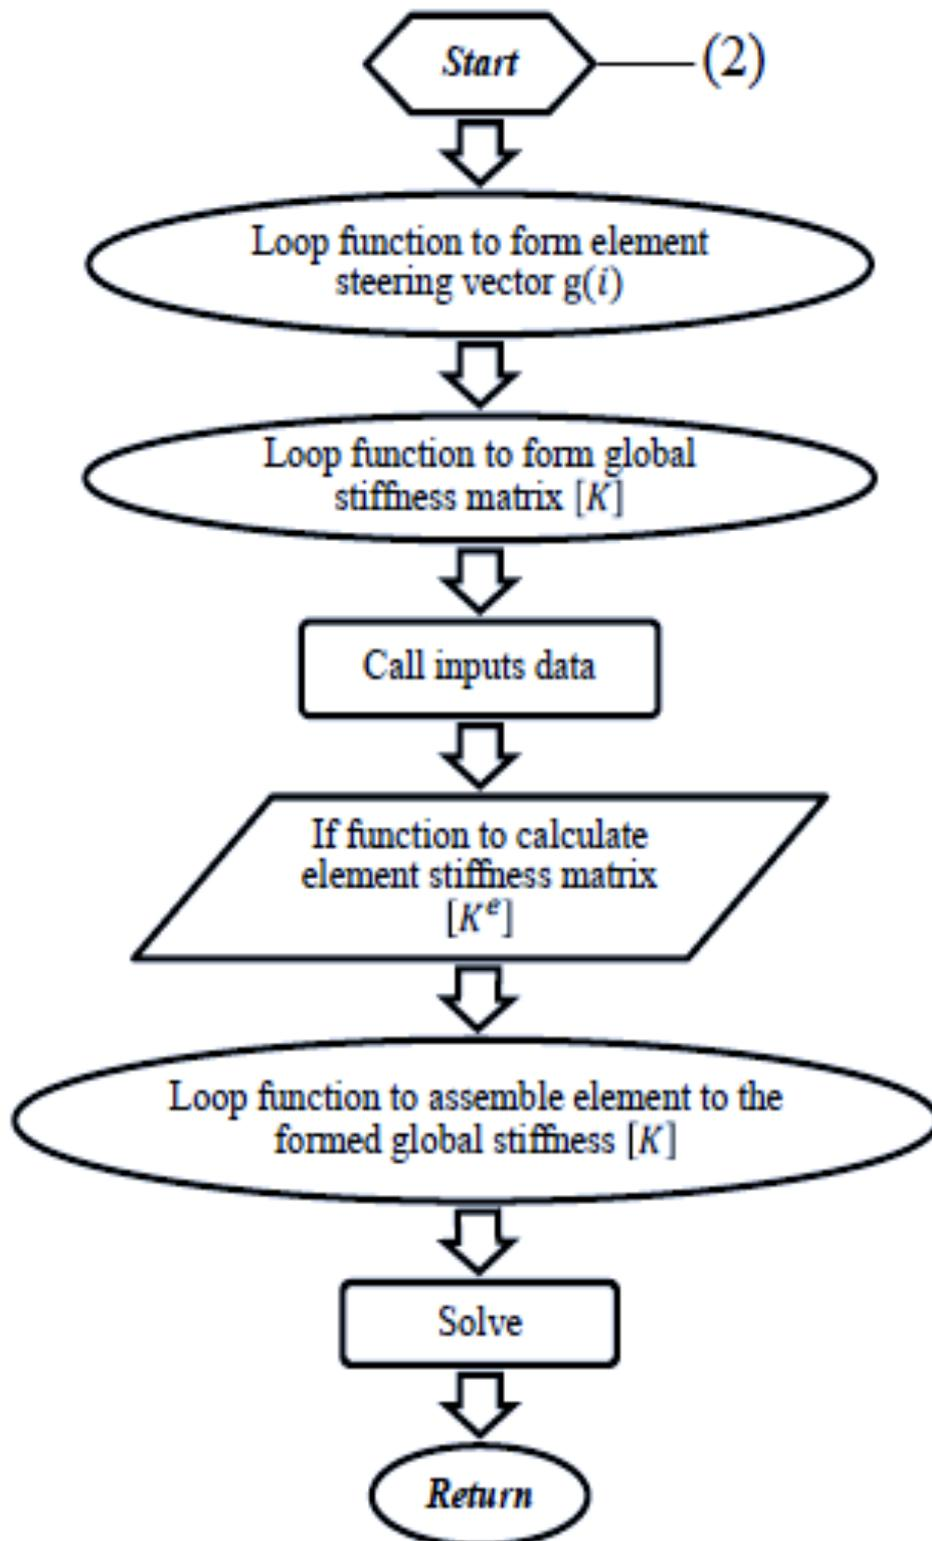 Start
(2)
Loop function to form element
steering vector g(i)
Loop function to form global
stiffness matrix [K]
Call inputs data
If function to calculate
element stiffness matrix
[Kᵉ]
Loop function to assemble element to the
formed global stiffness [K]
Solve
Return